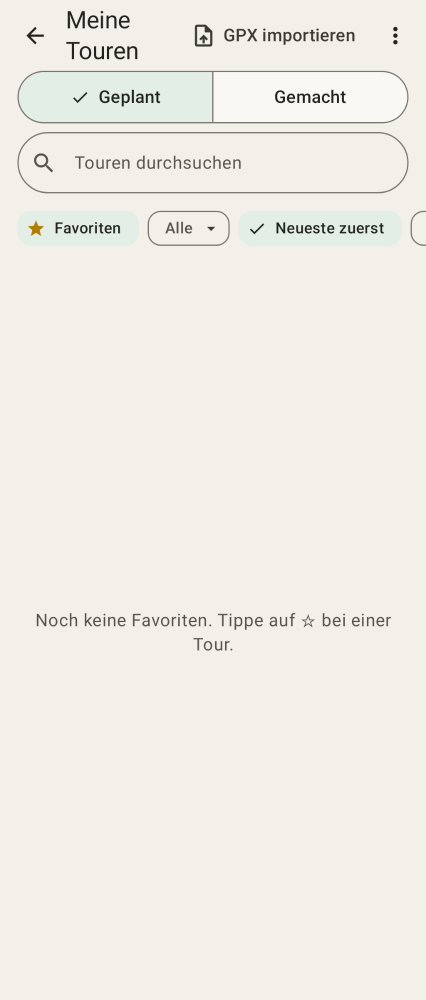 Meine
Touren
GPX importieren
Geplant
Gemacht
Touren durchsuchen
Favoriten
Alle
Neueste zuerst
Noch keine Favoriten. Tippe auf ☆ bei einer
Tour.